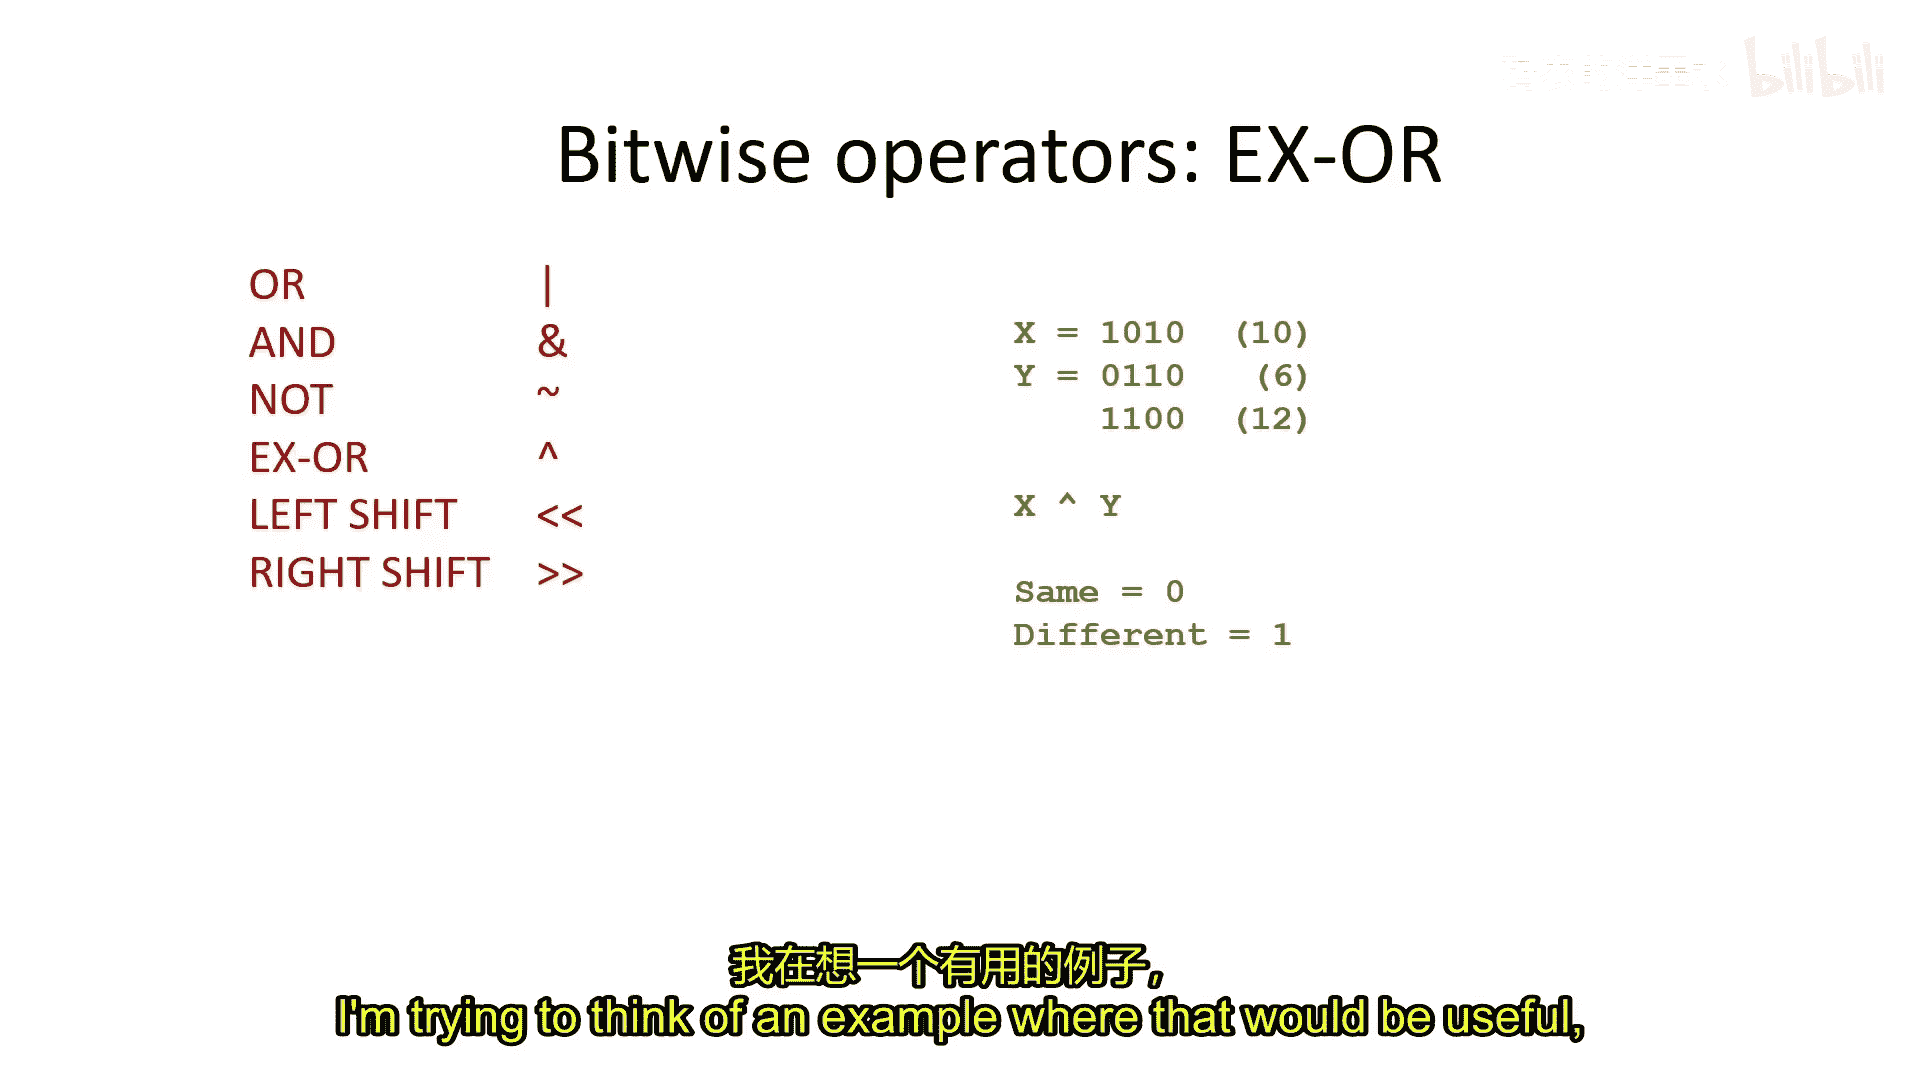 bilibili
Bitwise operators: EX-OR
OR |
AND &
NOT ~
EX-OR ^
LEFT SHIFT <<
RIGHT SHIFT >>
X = 1010 (10)
Y = 0110 (6)
1100 (12)
X ^ Y
Same = 0
Different = 1
我在想一个有用的例子，
I'm trying to think of an example where that would be useful,